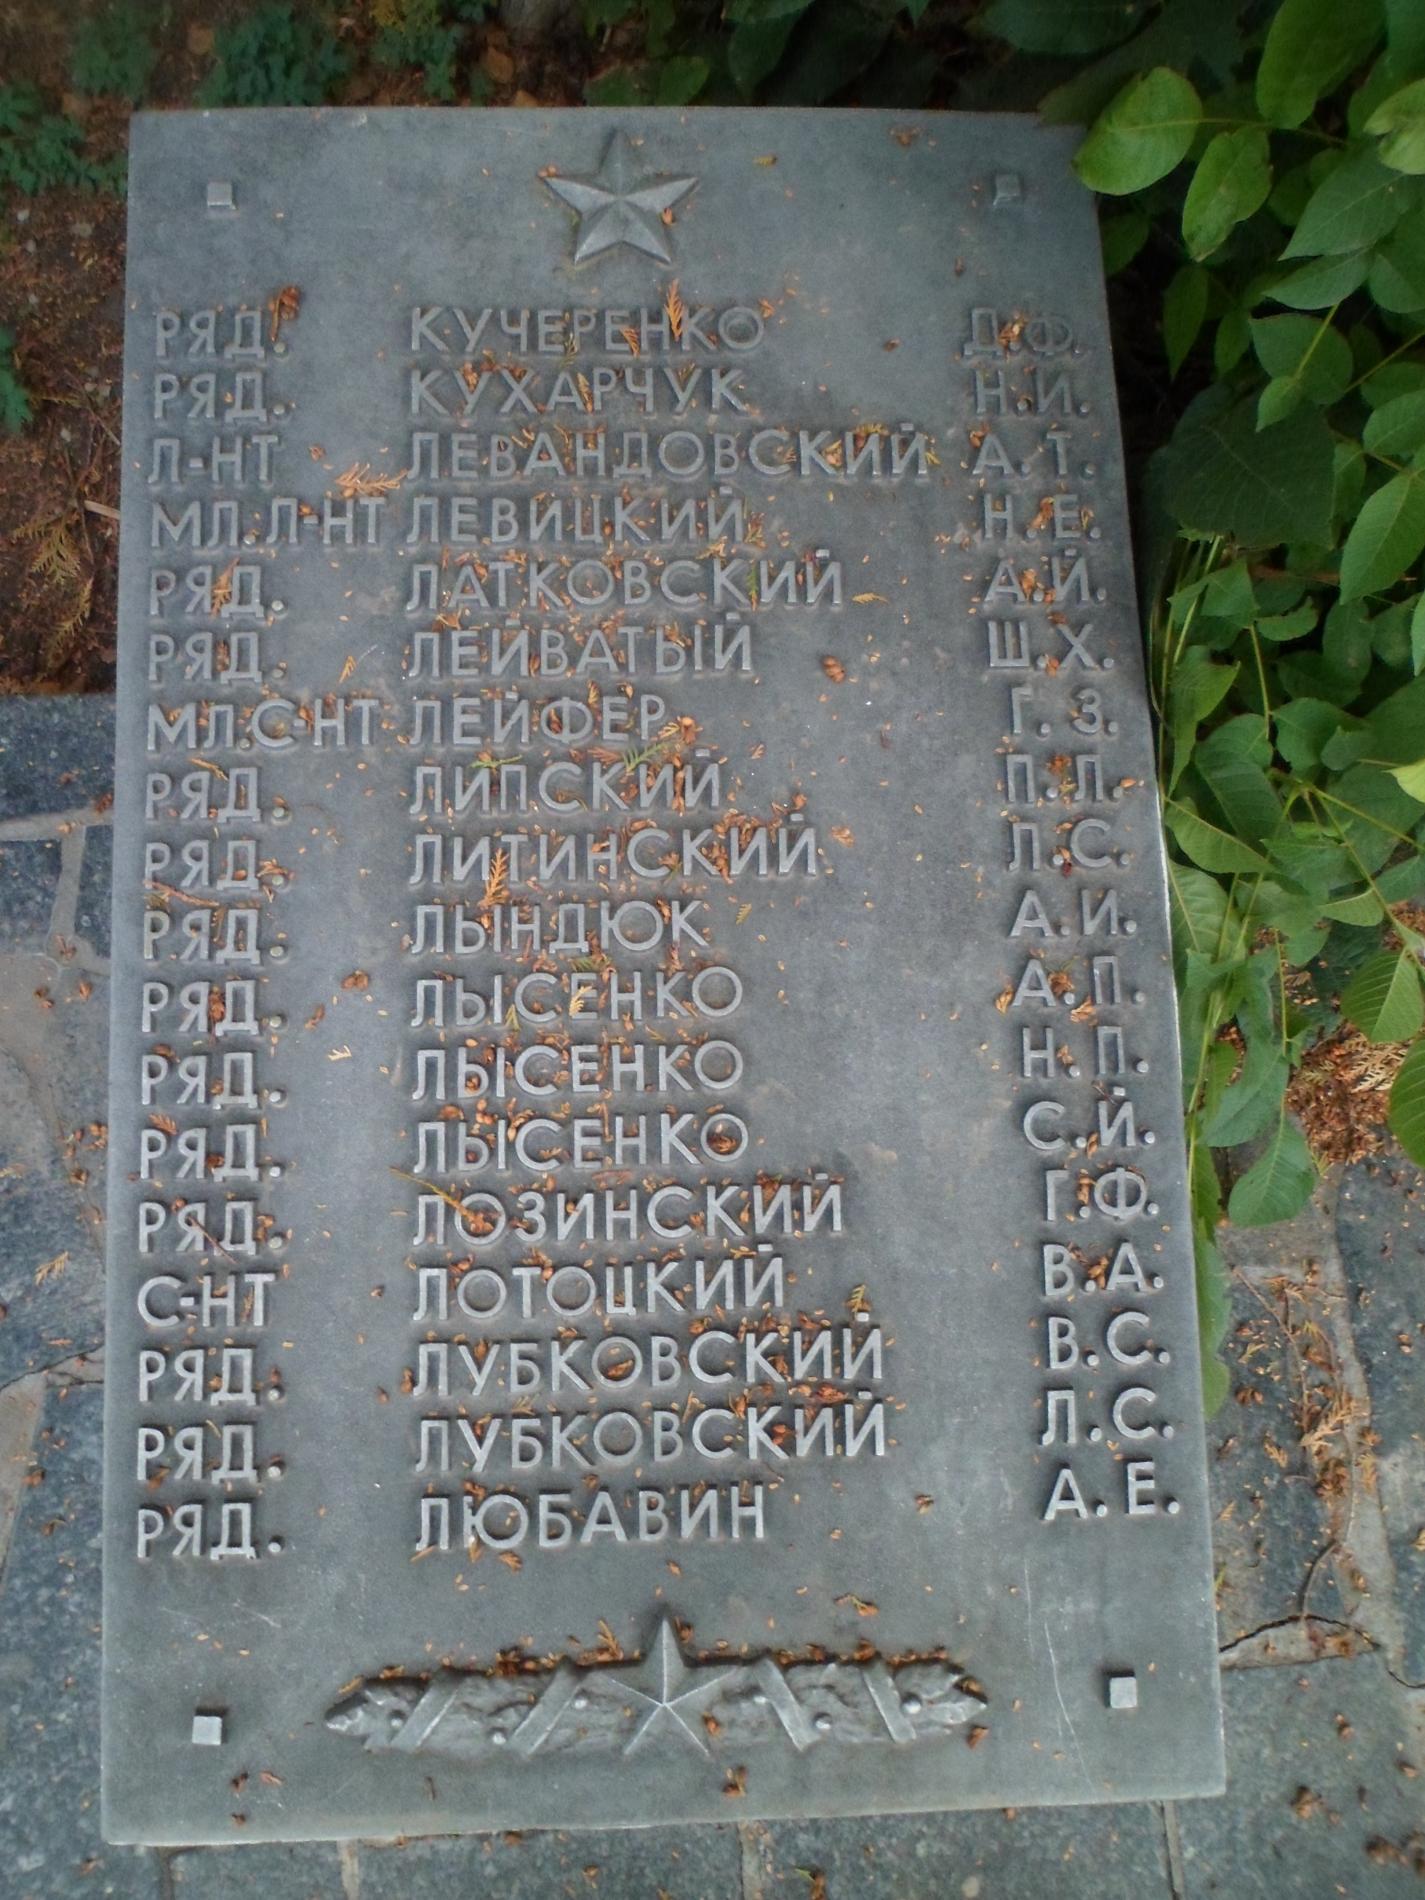 РЯД. КУЧЕРЕНКО Д.Ф.
РЯД. КУХАРЧУК Н.И.
Л-НТ ЛЕВАНДОВСКИЙ А.Т.
МЛ.Л-НТ ЛЕВИЦКИЙ Н.Е.
РЯД. ЛАТКОВСКИЙ А.Й.
РЯД. ЛЕЙВАТЫЙ Ш.Х.
МЛ.С-НТ ЛЕЙФЕР Г.З.
РЯД. ЛИПСКИЙ П.Л.
РЯД. ЛИТИНСКИЙ Л.С.
РЯД. ЛЫНДЮК А.И.
РЯД. ЛЫСЕНКО А.П.
РЯД. ЛЫСЕНКО Н.П.
РЯД. ЛЫСЕНКО С.Й.
РЯД. ЛОЗИНСКИЙ Г.Ф.
С-НТ ЛОТОЦКИЙ В.А.
РЯД. ЛУБКОВСКИЙ В.С.
РЯД. ЛУБКОВСКИЙ Л.С.
РЯД. ЛЮБАВИН А.Е.